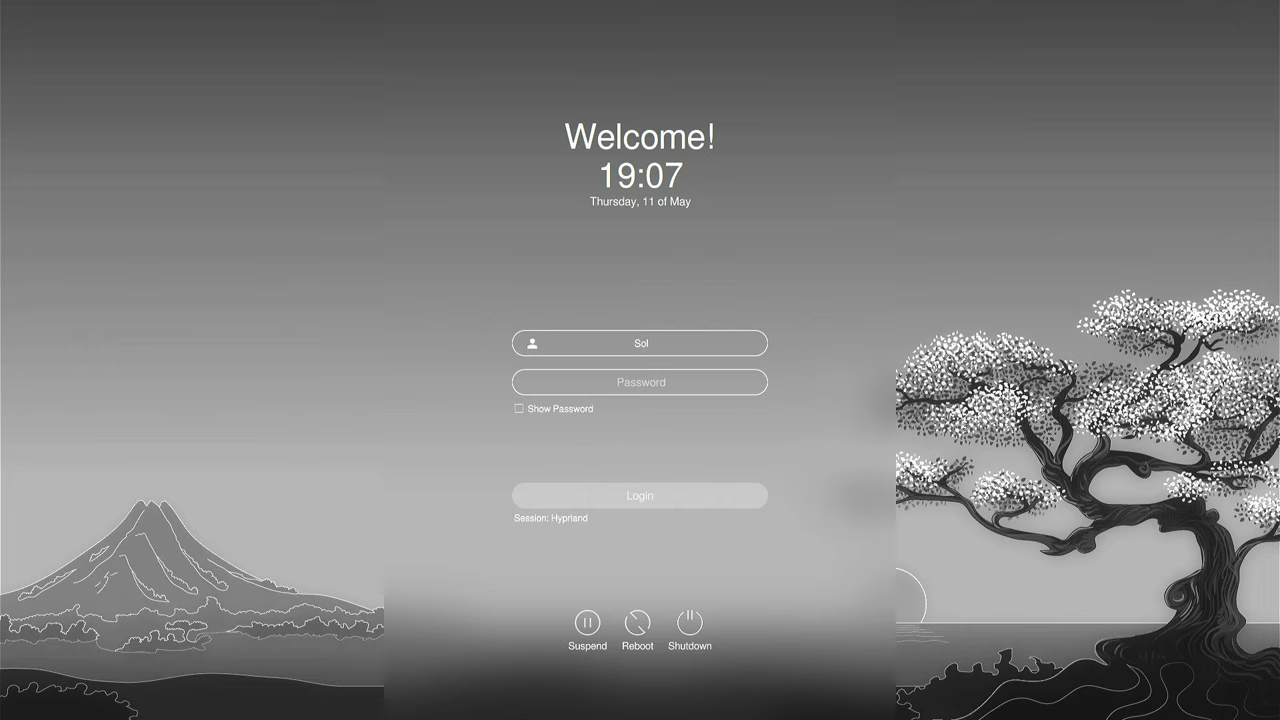 Welcome!
19:07
Thursday, 11 of May
Sol
Password
Show Password
Login
Session: Hyprland
Suspend Reboot Shutdown